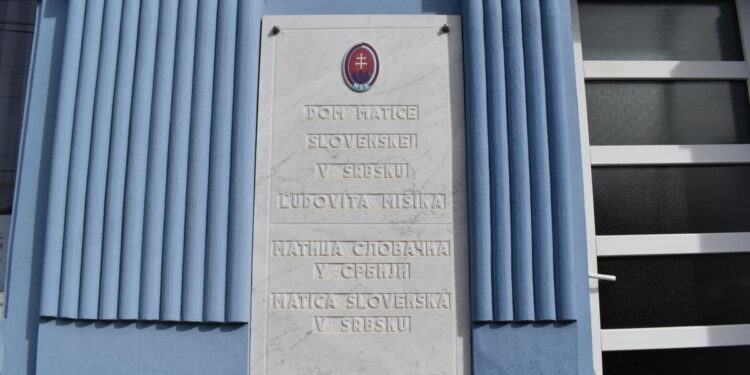 DOM MATICE
SLOVENSKEJ
V SRBSKU
ĽUDOVÍTA MIŠÍKA
МАТИЦА СЛОВАЧКА
У СРБИЈИ
MATICA SLOVENSKÁ
V SRBSKU